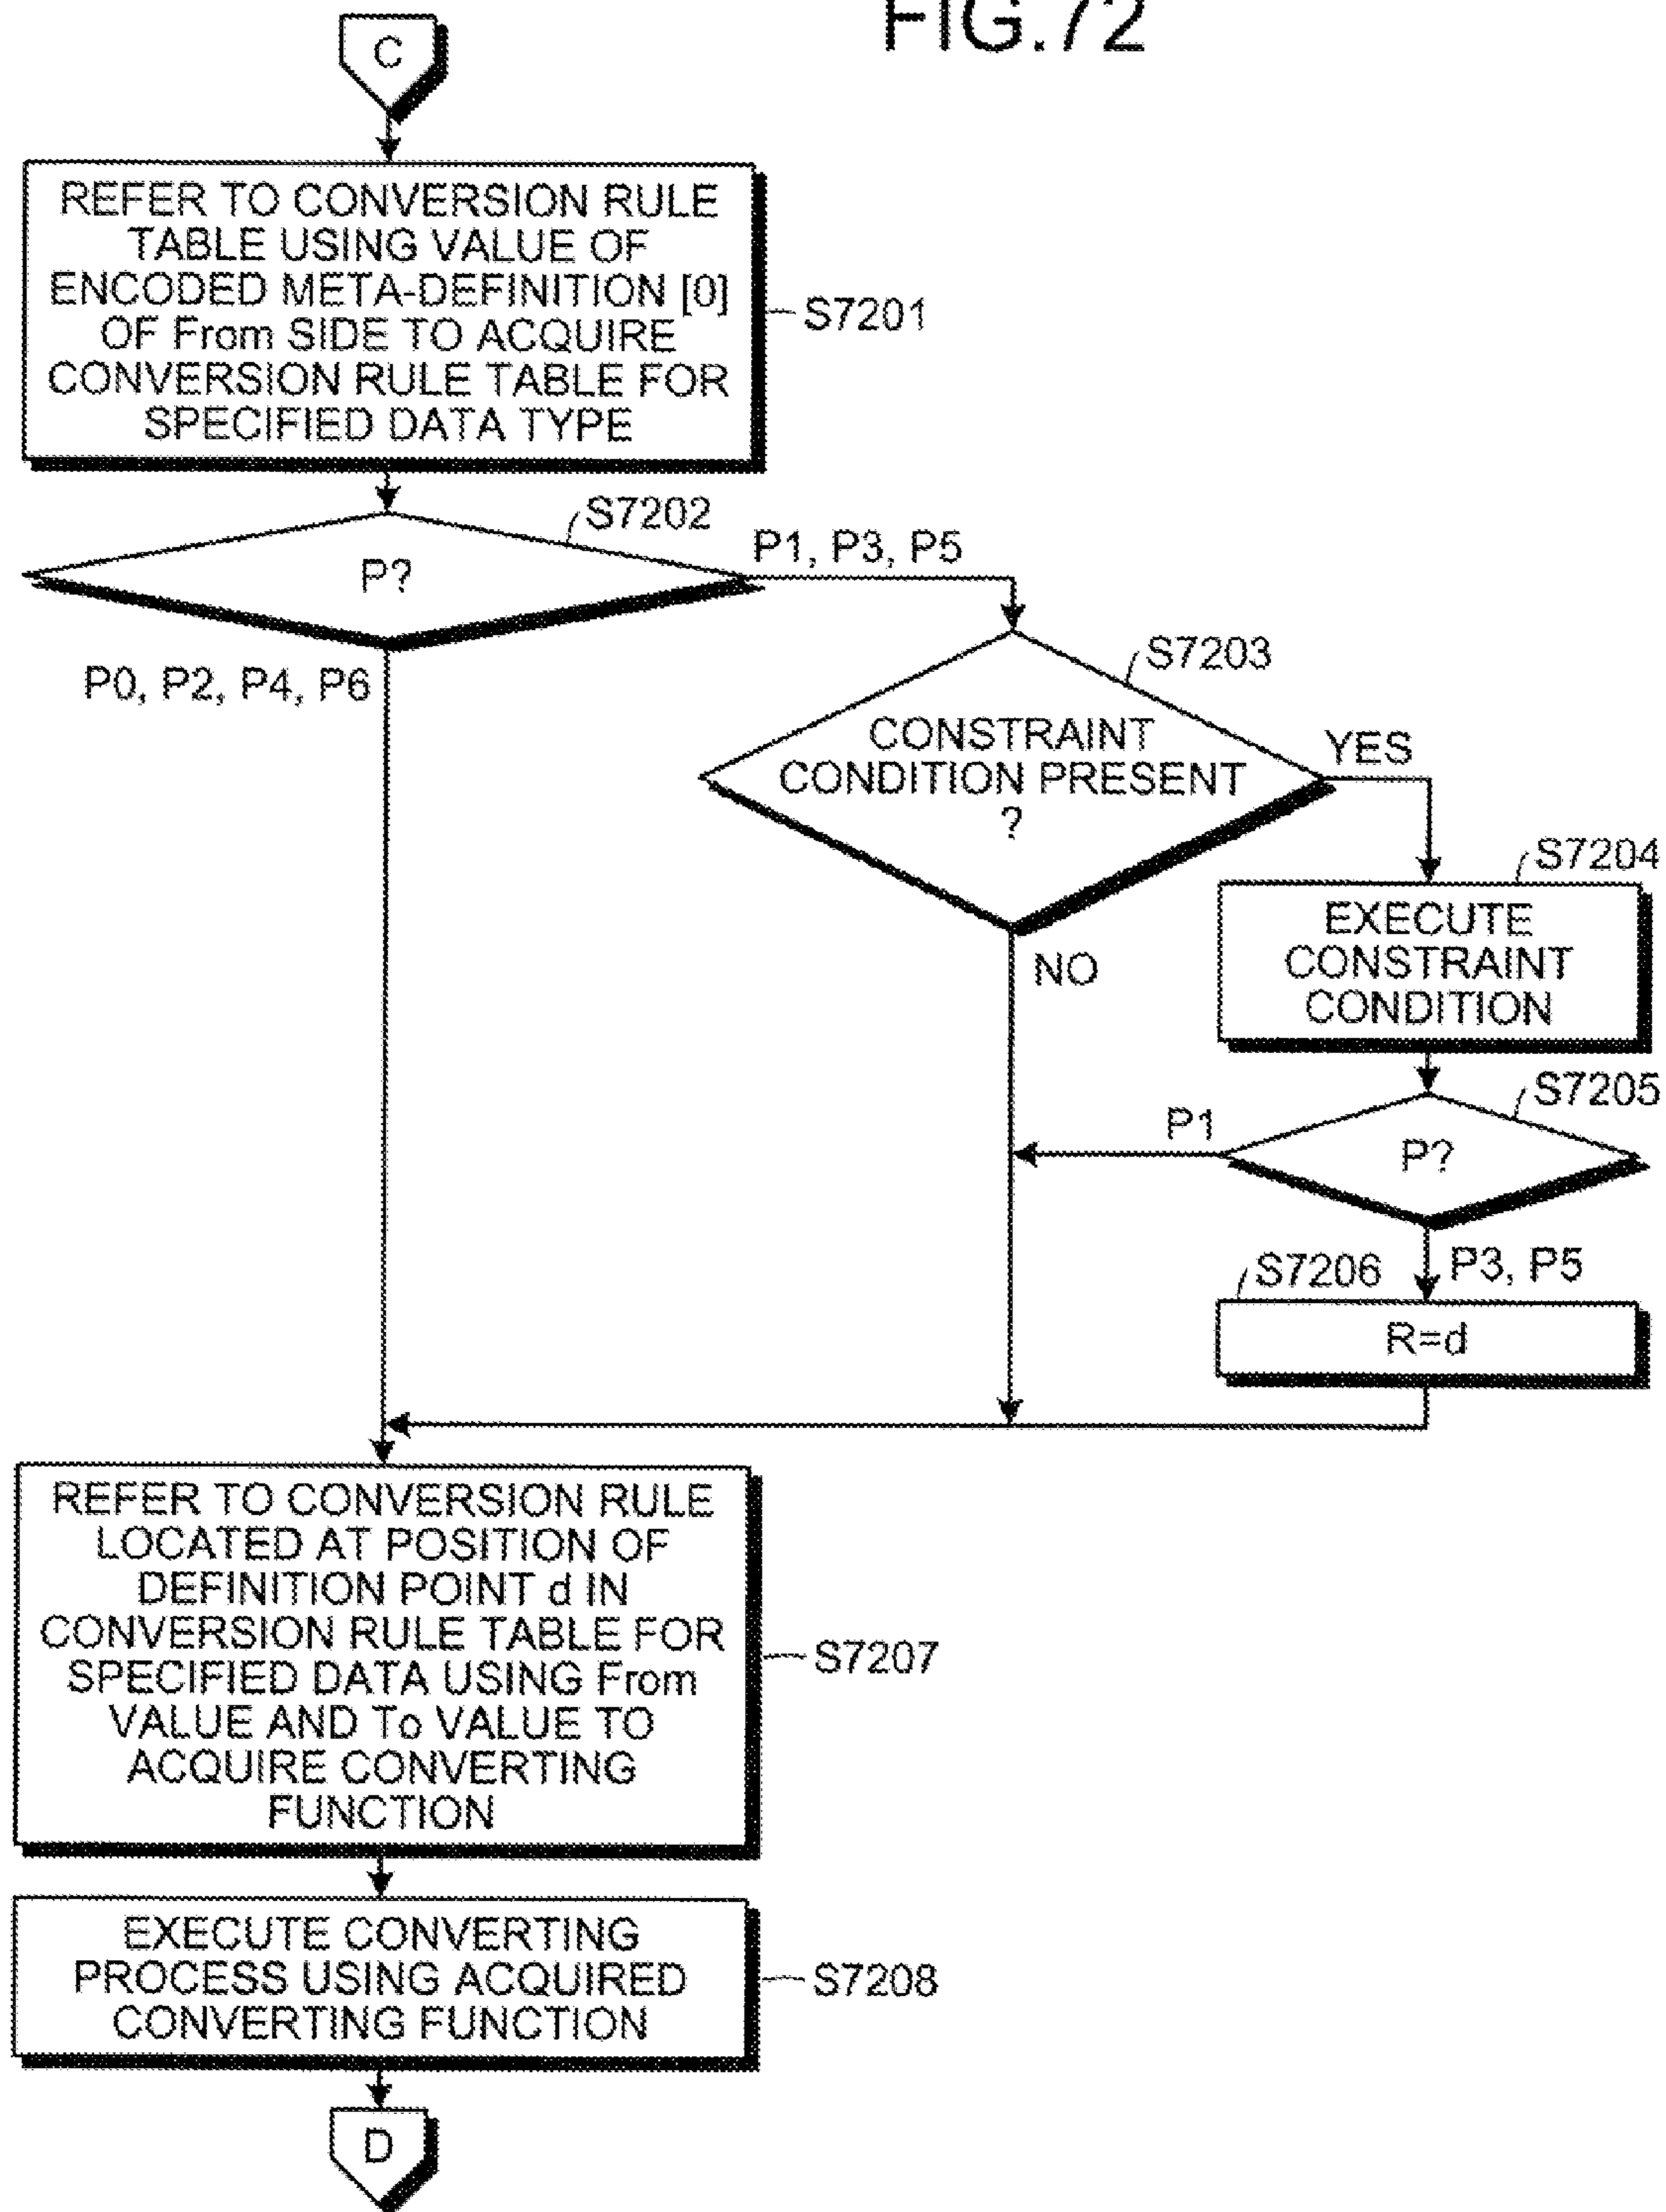 FIG.72
C
REFER TO CONVERSION RULE
TABLE USING VALUE OF
ENCODED META-DEFINITION [0]
OF From SIDE TO ACQUIRE
CONVERSION RULE TABLE FOR
SPECIFIED DATA TYPE
S7201
S7202
P?
P1, P3, P5
P0, P2, P4, P6
S7203
CONSTRAINT
CONDITION PRESENT
?
YES
NO
S7204
EXECUTE
CONSTRAINT
CONDITION
S7205
P?
P1
P3, P5
S7206
R=d
REFER TO CONVERSION RULE
LOCATED AT POSITION OF
DEFINITION POINT d IN
CONVERSION RULE TABLE FOR
SPECIFIED DATA USING From
VALUE AND To VALUE TO
ACQUIRE CONVERTING
FUNCTION
S7207
EXECUTE CONVERTING
PROCESS USING ACQUIRED
CONVERTING FUNCTION
S7208
D